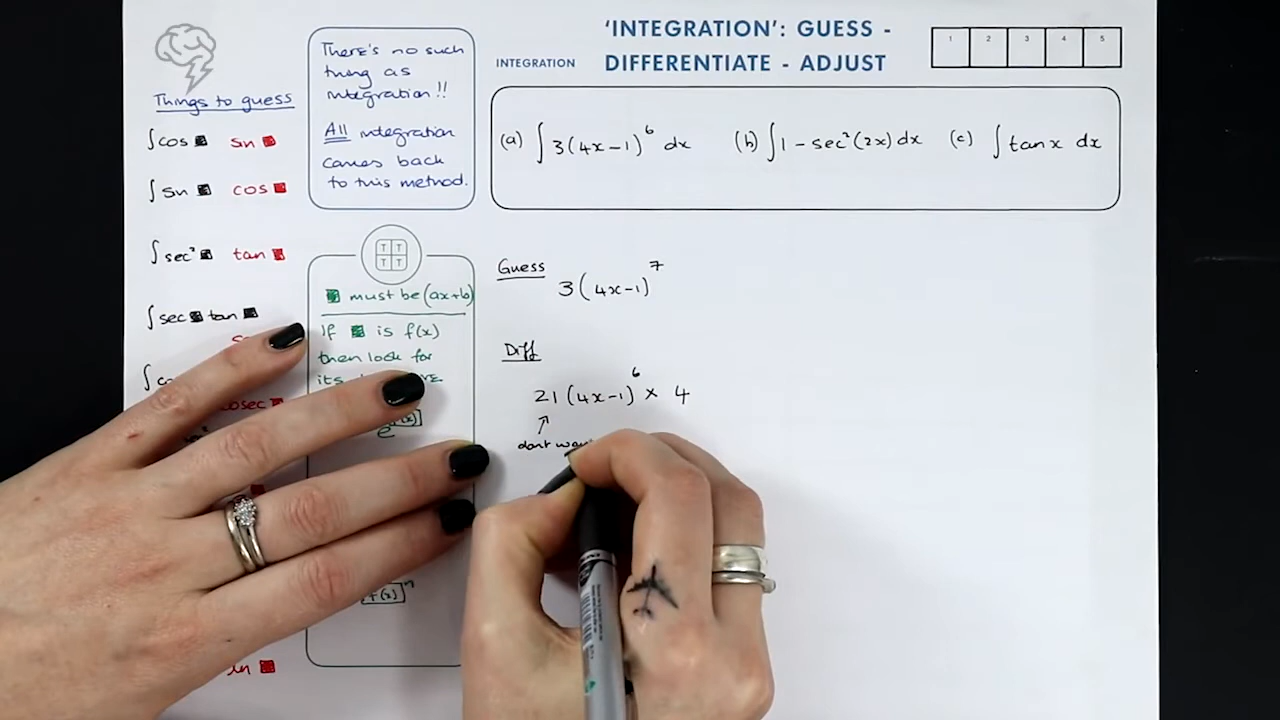 'INTEGRATION': GUESS -
INTEGRATION DIFFERENTIATE - ADJUST
1 2 3 4 5
Things to guess
∫cos ■ sin ■
∫sin ■ cos ■
∫sec² ■ tan ■
∫sec ■ tan ■
cosec ■
There's no such
thing as
integration!!
All integration
comes back
to this method.
T T
T T
■ must be (ax+b)
If ■ is f(x)
then look for
its
(a) ∫3(4x-1)⁶ dx (b) ∫1-sec²(2x)dx (c) ∫tanx dx
Guess
3(4x-1)⁷
Diff
21(4x-1)⁶ × 4
↑
dont